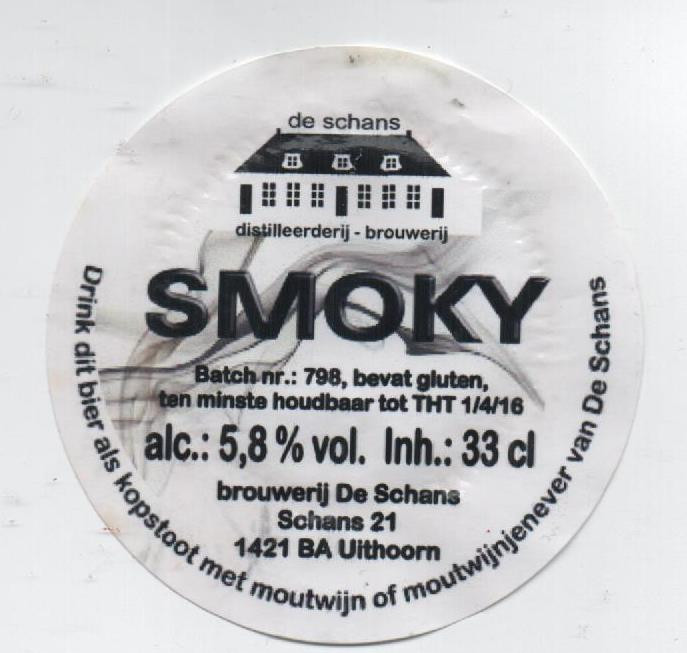 de schans
distilleerderij - brouwerij
SMOKY
Batch nr.: 798, bevat gluten,
ten minste houdbaar tot THT 1/4/16
alc.: 5,8 % vol. Inh.: 33 cl
brouwerij De Schans
Schans 21
1421 BA Uithoorn
Drink dit bier als kopstoot met moutwijn of moutwijnjenever van De Schans